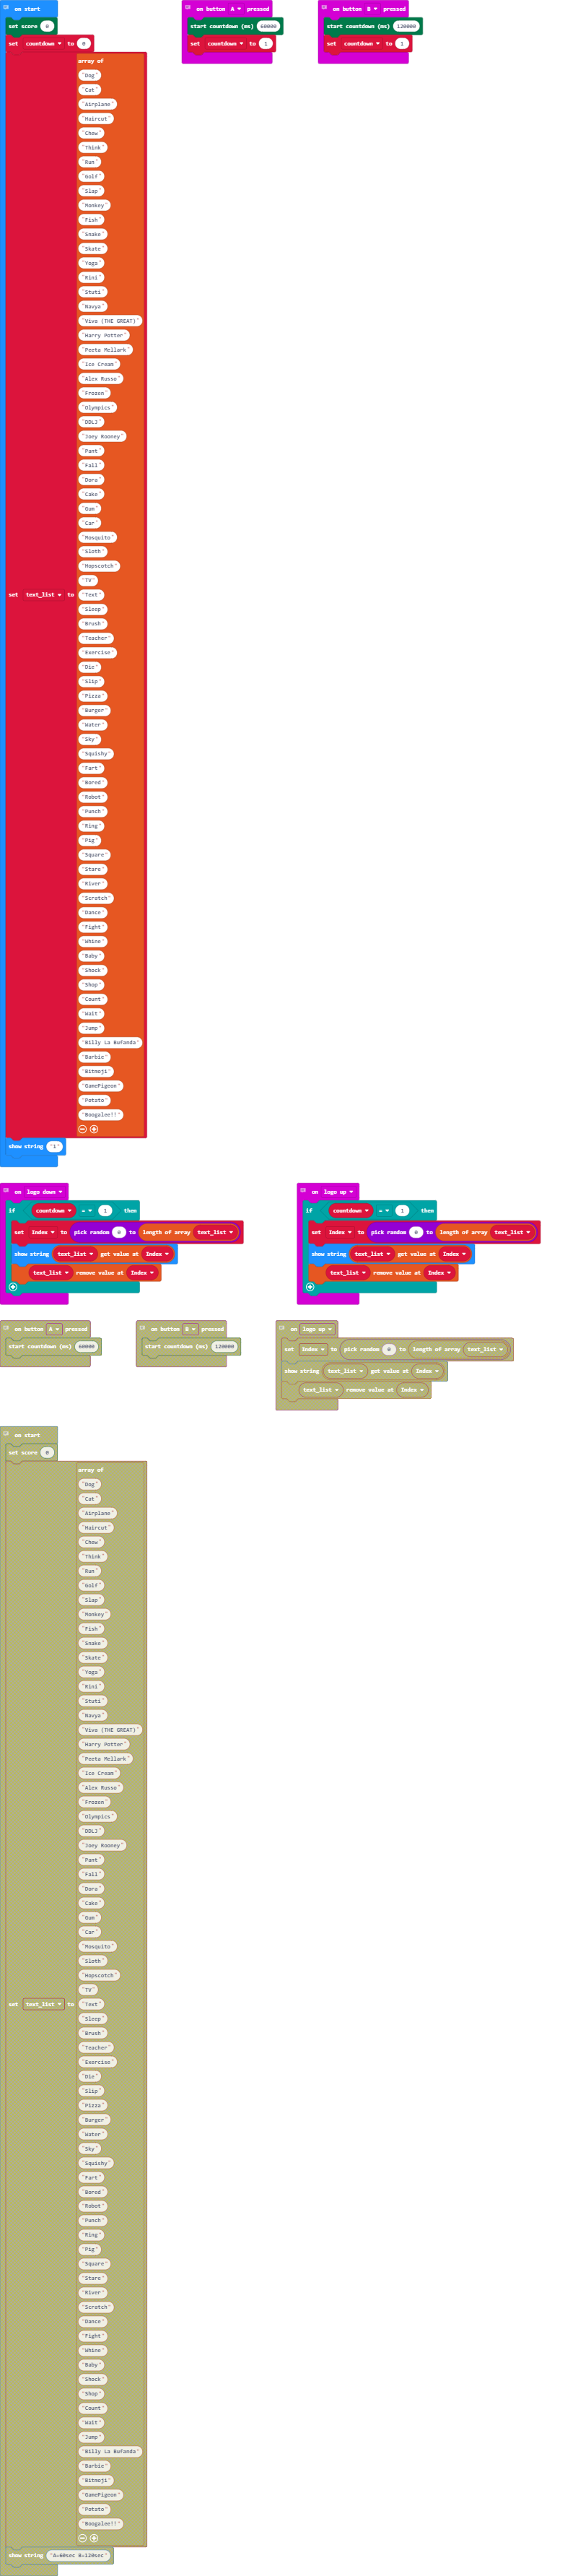 on start
set score 0
set countdown to 0
array of
"Dog"
"Cat"
"Airplane"
"Haircut"
"Chew"
"Think"
"Run"
"Golf"
"Slap"
"Monkey"
"Fish"
"Snake"
"Skate"
"Yoga"
"Rini"
"Stuti"
"Navya"
"Viva (THE GREAT)"
"Harry Potter"
"Peeta Mellark"
"Ice Cream"
"Alex Russo"
"Frozen"
"Olympics"
"DDLJ"
"Joey Rooney"
"Pant"
"Fall"
"Dora"
"Cake"
"Gum"
"Car"
"Mosquito"
"Sloth"
"Hopscotch"
"TV"
set text_list to "Text"
"Sleep"
"Brush"
"Teacher"
"Exercise"
"Die"
"Slip"
"Pizza"
"Burger"
"Water"
"Sky"
"Squishy"
"Fart"
"Bored"
"Robot"
"Punch"
"Ring"
"Pig"
"Square"
"Stare"
"River"
"Scratch"
"Dance"
"Fight"
"Whine"
"Baby"
"Shock"
"Shop"
"Count"
"Wait"
"Jump"
"Billy La Bufanda"
"Barbie"
"Bitmoji"
"GamePigeon"
"Potato"
"Boogalee!!"
show string "1"
on button A pressed
start countdown (ms) 60000
set countdown to 1
on button B pressed
start countdown (ms) 120000
set countdown to 1
on logo down
if countdown = 1 then
set Index to pick random 0 to length of array text_list
show string text_list get value at Index
text_list remove value at Index
on logo up
if countdown = 1 then
set Index to pick random 0 to length of array text_list
show string text_list get value at Index
text_list remove value at Index
on button A pressed
start countdown (ms) 60000
on button B pressed
start countdown (ms) 120000
on logo up
set Index to pick random 0 to length of array text_list
show string text_list get value at Index
text_list remove value at Index
on start
set score 0
array of
"Dog"
"Cat"
"Airplane"
"Haircut"
"Chew"
"Think"
"Run"
"Golf"
"Slap"
"Monkey"
"Fish"
"Snake"
"Skate"
"Yoga"
"Rini"
"Stuti"
"Navya"
"Viva (THE GREAT)"
"Harry Potter"
"Peeta Mellark"
"Ice Cream"
"Alex Russo"
"Frozen"
"Olympics"
"DDLJ"
"Joey Rooney"
"Pant"
"Fall"
"Dora"
"Cake"
"Gum"
"Car"
"Mosquito"
"Sloth"
"Hopscotch"
"TV"
set text_list to "Text"
"Sleep"
"Brush"
"Teacher"
"Exercise"
"Die"
"Slip"
"Pizza"
"Burger"
"Water"
"Sky"
"Squishy"
"Fart"
"Bored"
"Robot"
"Punch"
"Ring"
"Pig"
"Square"
"Stare"
"River"
"Scratch"
"Dance"
"Fight"
"Whine"
"Baby"
"Shock"
"Shop"
"Count"
"Wait"
"Jump"
"Billy La Bufanda"
"Barbie"
"Bitmoji"
"GamePigeon"
"Potato"
"Boogalee!!"
show string "A=60sec B=120sec"